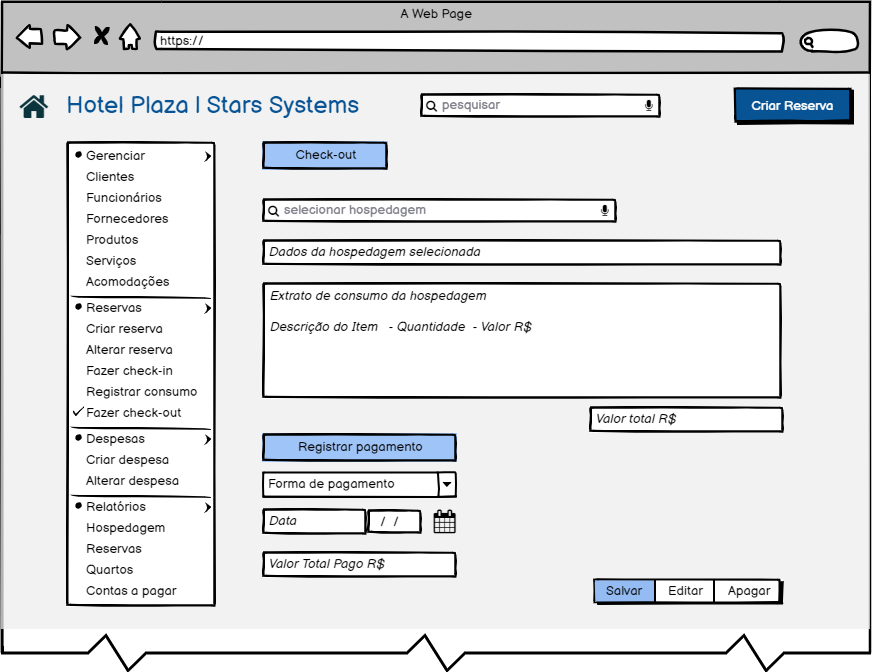 A Web Page
https://
Hotel Plaza | Stars Systems
pesquisar
Criar Reserva
Gerenciar
Clientes
Funcionários
Fornecedores
Produtos
Serviços
Acomodações
Reservas
Criar reserva
Alterar reserva
Fazer check-in
Registrar consumo
Fazer check-out
Despesas
Criar despesa
Alterar despesa
Relatórios
Hospedagem
Reservas
Quartos
Contas a pagar
Check-out
selecionar hospedagem
Dados da hospedagem selecionada
Extrato de consumo da hospedagem
Descrição do Item - Quantidade - Valor R$
Valor total R$
Registrar pagamento
Forma de pagamento
Data / /
Valor Total Pago R$
Salvar Editar Apagar